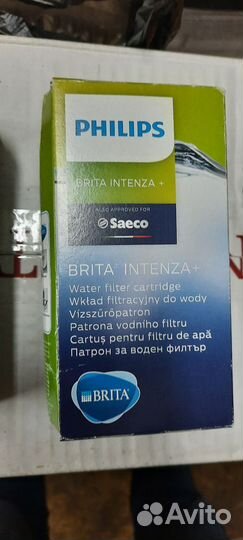 PHILIPS
BRITA INTENZA +
ALSO APPROVED FOR
Saeco
BRITA® INTENZA+
Water filter cartridge
Wkład filtracyjny do wody
Vízszűrőpatron
Patrona vodního filtru
Cartuș pentru filtru de apă
Патрон за воден филтър
BRITA®
Avito